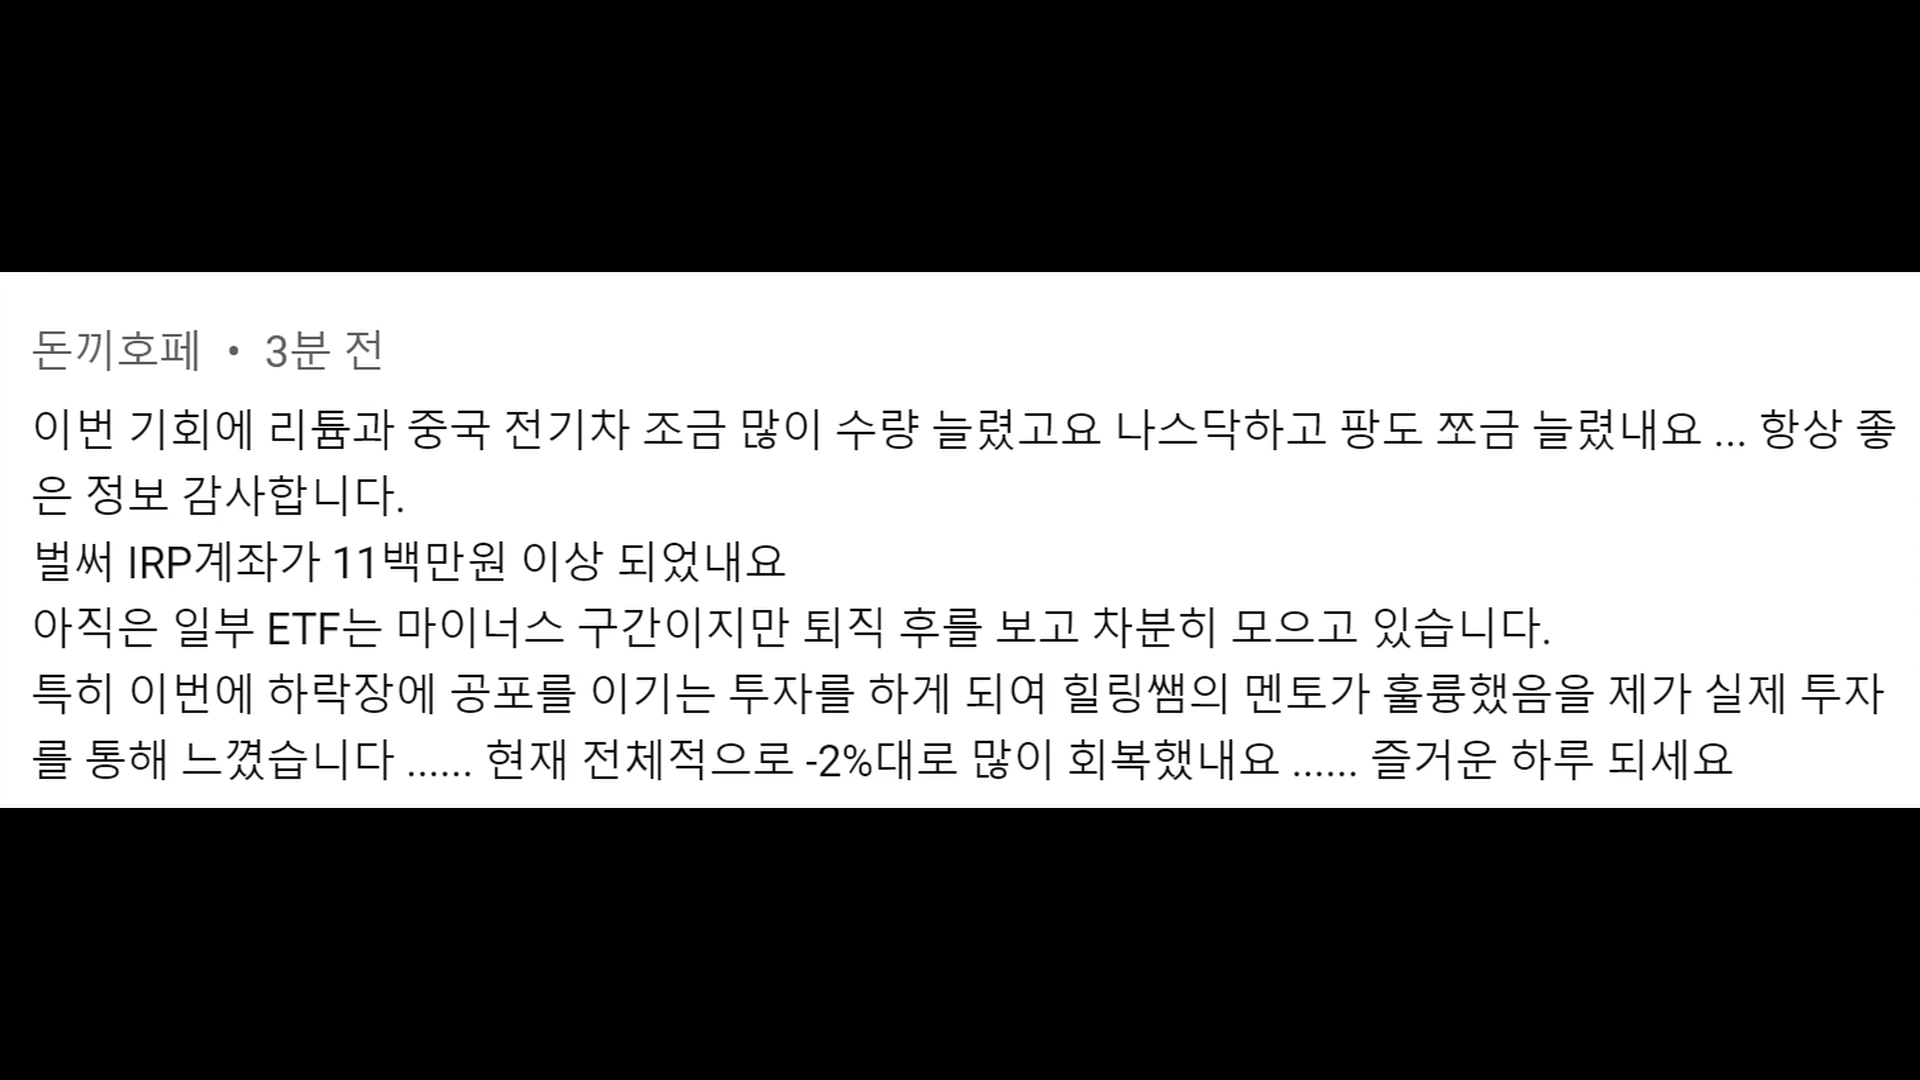 돈끼호페 • 3분 전
이번 기회에 리튬과 중국 전기차 조금 많이 수량 늘렸고요 나스닥하고 팡도 쪼금 늘렸내요 ... 항상 좋
은 정보 감사합니다.
벌써 IRP계좌가 11백만원 이상 되었내요
아직은 일부 ETF는 마이너스 구간이지만 퇴직 후를 보고 차분히 모으고 있습니다.
특히 이번에 하락장에 공포를 이기는 투자를 하게 되여 힐링쌤의 멘토가 훌륭했음을 제가 실제 투자
를 통해 느꼈습니다 ...... 현재 전체적으로 -2%대로 많이 회복했내요 ...... 즐거운 하루 되세요